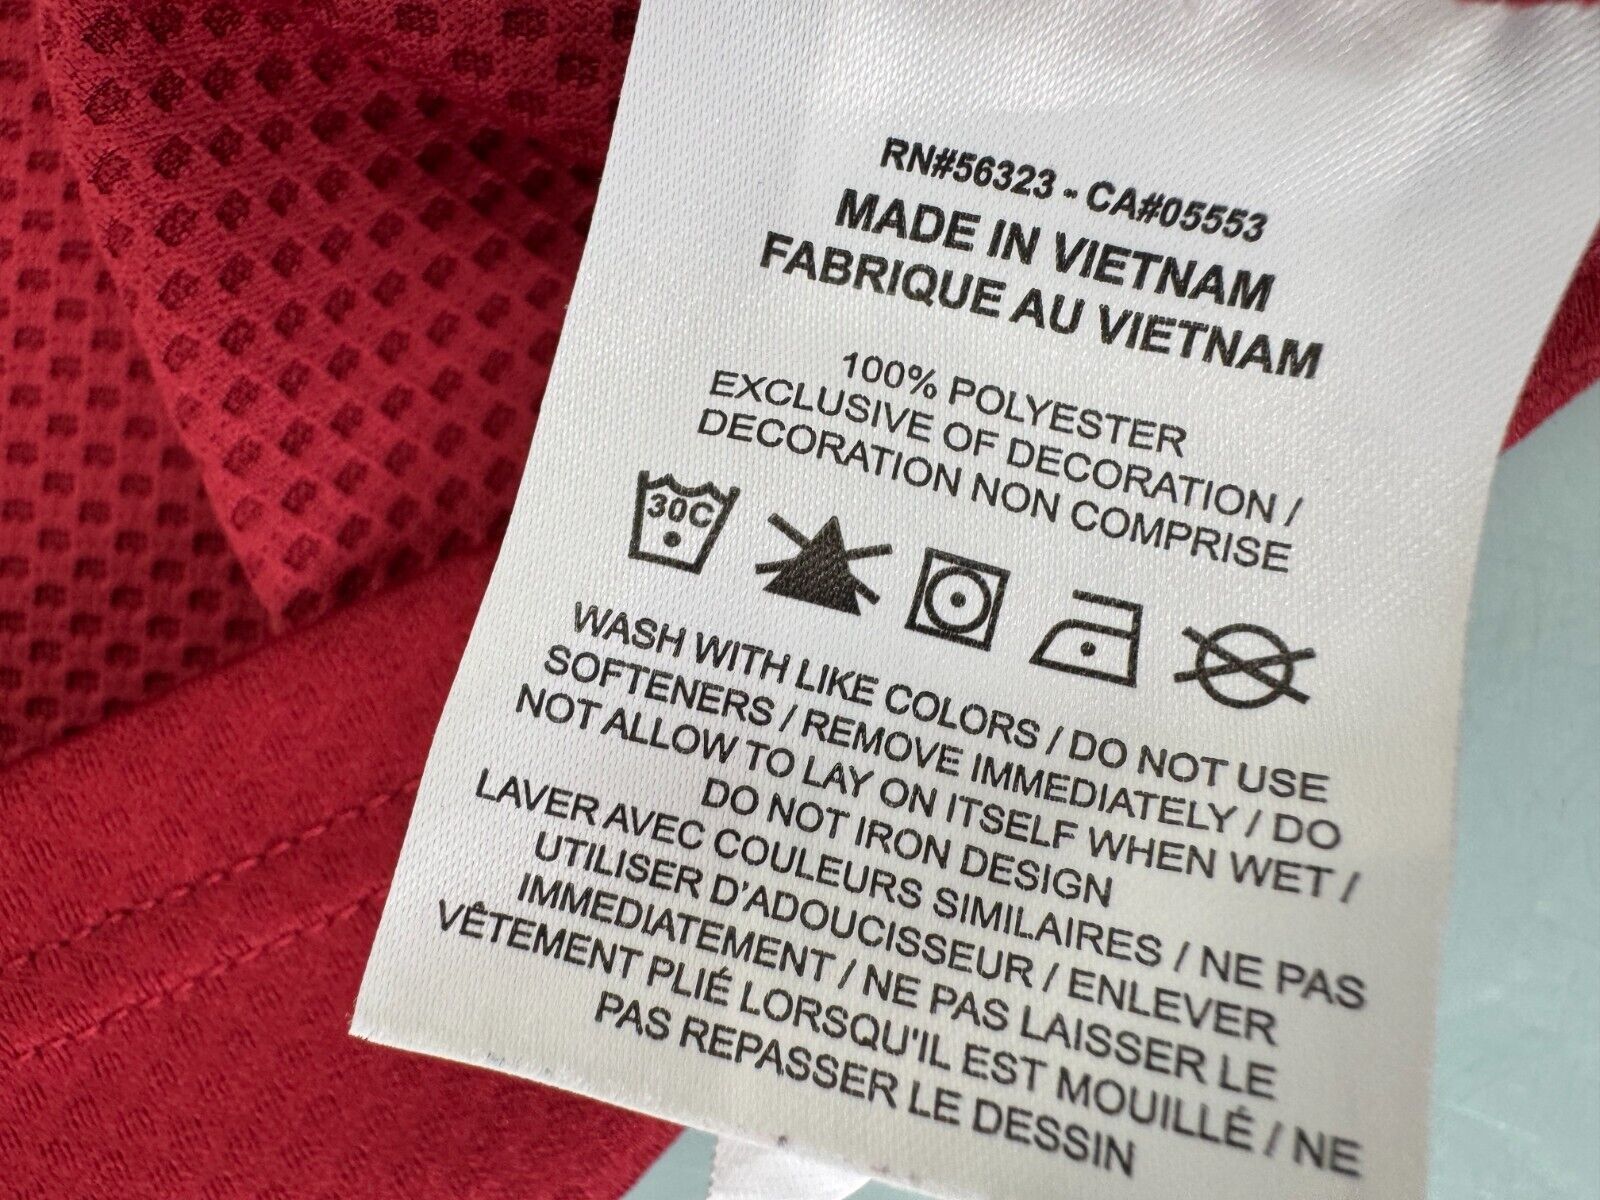 RN#56323 - CA#05553
MADE IN VIETNAM
FABRIQUE AU VIETNAM
100% POLYESTER
EXCLUSIVE OF DECORATION /
DECORATION NON COMPRISE
30C
WASH WITH LIKE COLORS / DO NOT USE
SOFTENERS / REMOVE IMMEDIATELY / DO
NOT ALLOW TO LAY ON ITSELF WHEN WET /
DO NOT IRON DESIGN
LAVER AVEC COULEURS SIMILAIRES / NE PAS
UTILISER D'ADOUCISSEUR / ENLEVER
IMMEDIATEMENT / NE PAS LAISSER LE
VÊTEMENT PLIÉ LORSQU'IL EST MOUILLÉ / NE
PAS REPASSER LE DESSIN